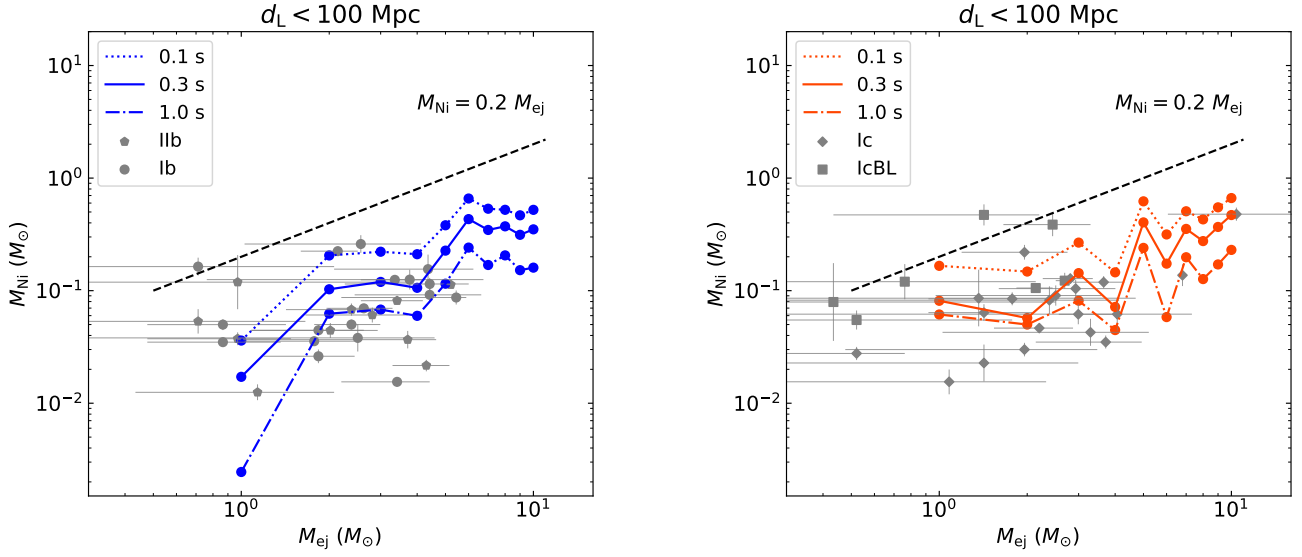 d_L < 100 Mpc
0.1 s
0.3 s
1.0 s
IIb
Ib
M_Ni = 0.2 M_ej
10^1
10^0
10^-1
10^-2
10^0
10^1
M_Ni (M_⊙)
M_ej (M_⊙)
d_L < 100 Mpc
0.1 s
0.3 s
1.0 s
Ic
IcBL
M_Ni = 0.2 M_ej
10^1
10^0
10^-1
10^-2
10^0
10^1
M_Ni (M_⊙)
M_ej (M_⊙)